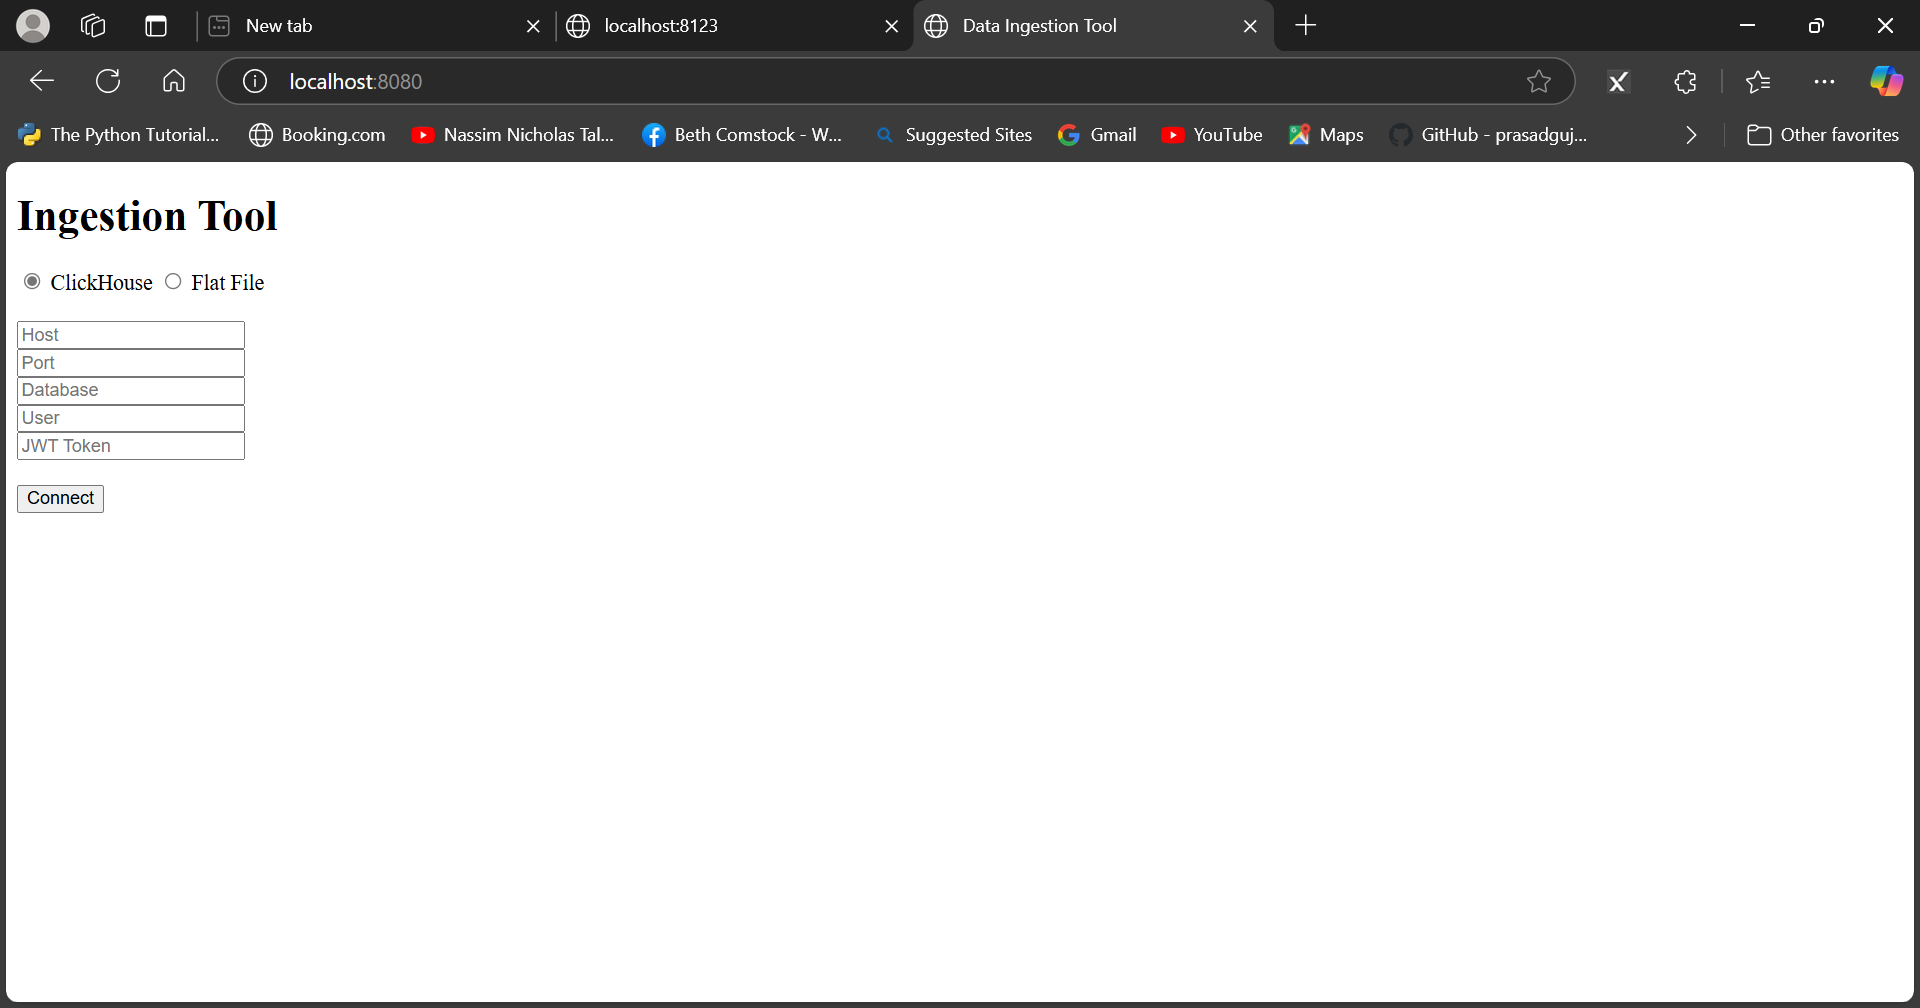 New tab
localhost:8123
Data Ingestion Tool
localhost:8080
The Python Tutorial...
Booking.com
Nassim Nicholas Tal...
Beth Comstock - W...
Suggested Sites
Gmail
YouTube
Maps
GitHub - prasadguj...
Other favorites
Ingestion Tool
ClickHouse Flat File
Host
Port
Database
User
JWT Token
Connect